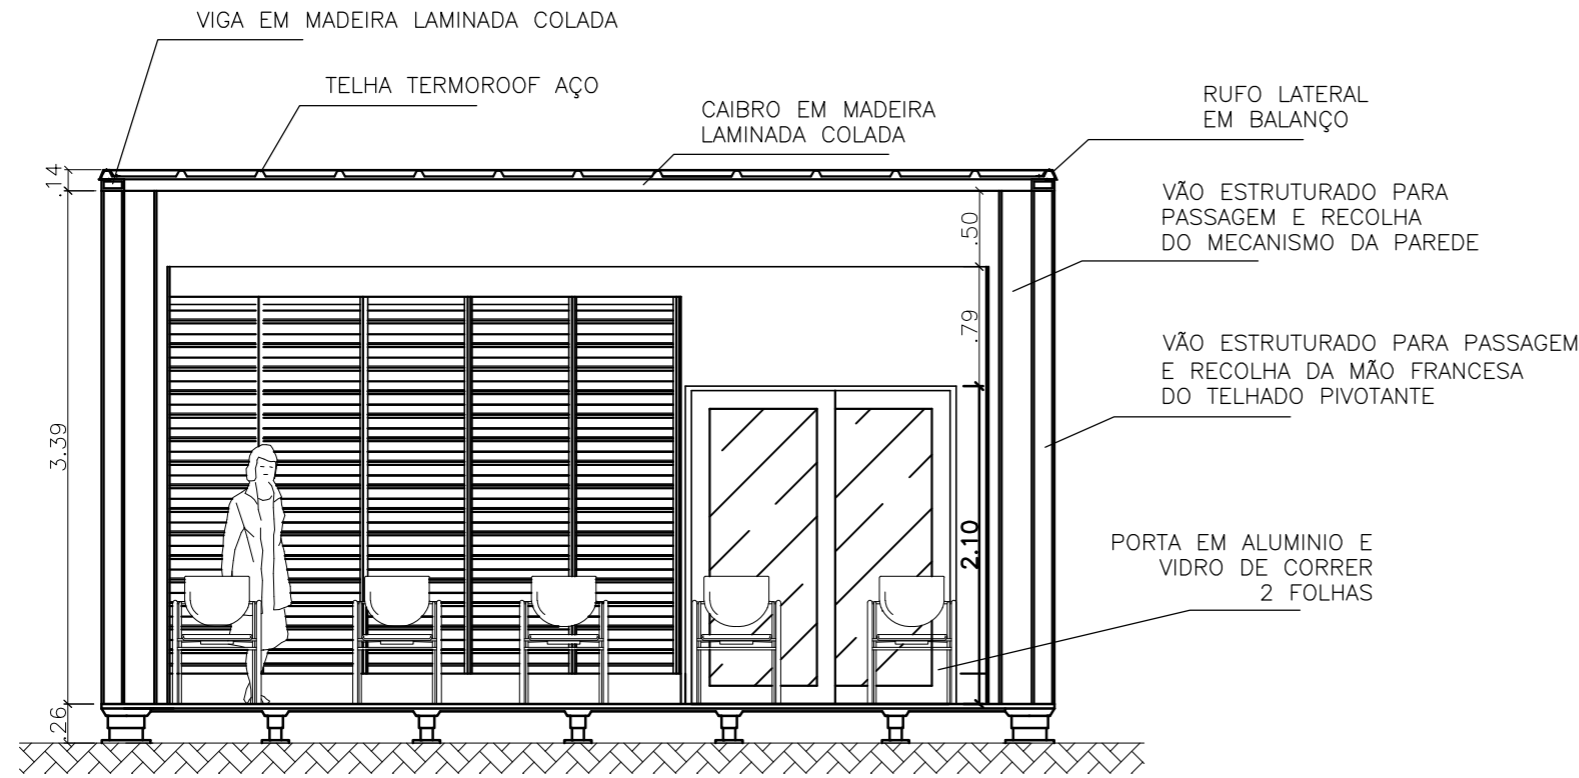 VIGA EM MADEIRA LAMINADA COLADA
TELHA TERMOROOF AÇO
CAIBRO EM MADEIRA
LAMINADA COLADA
RUFO LATERAL
EM BALANÇO
VÃO ESTRUTURADO PARA
PASSAGEM E RECOLHA
DO MECANISMO DA PAREDE
VÃO ESTRUTURADO PARA PASSAGEM
E RECOLHA DA MÃO FRANCESA
DO TELHADO PIVOTANTE
PORTA EM ALUMINIO E
VIDRO DE CORRER
2 FOLHAS
.14
3.39
.26
.50
.79
2.10